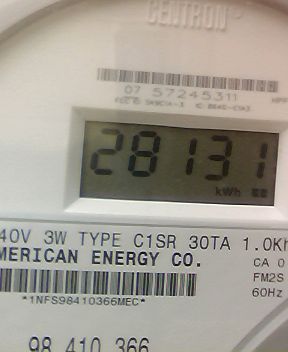 CENTRON®
07 57245311
28131
kWh
40V 3W TYPE C1SR 30TA 1.0Kh
MERICAN ENERGY CO.
CA 0
FM2S
60Hz
*1NFS98410366MEC*
98 410 366